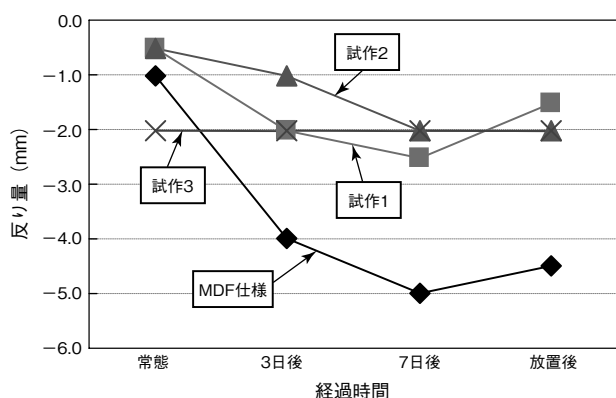 0.0
−1.0
−2.0
−3.0
−4.0
−5.0
−6.0
反り量（mm）
試作2
試作3
試作1
MDF仕様
常態
3日後
7日後
放置後
経過時間